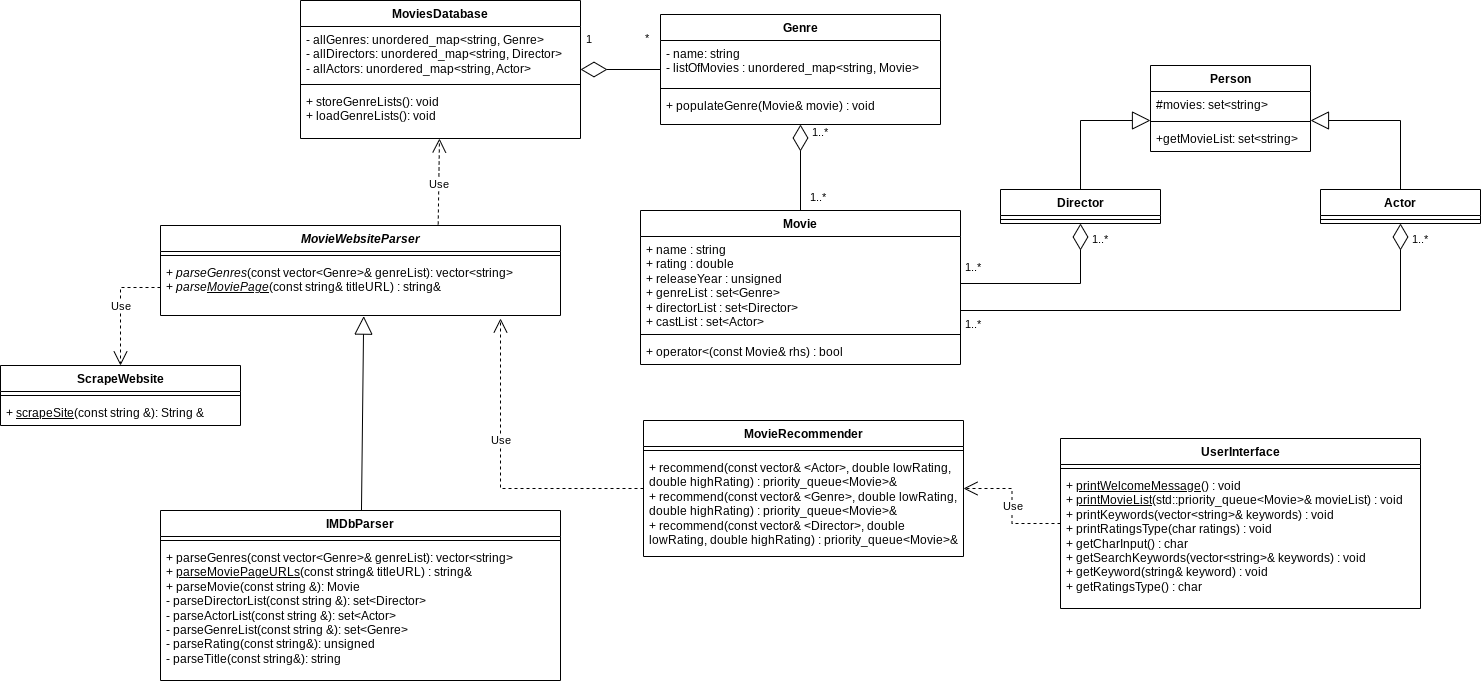 MoviesDatabase
- allGenres: unordered_map<string, Genre>
- allDirectors: unordered_map<string, Director>
- allActors: unordered_map<string, Actor>
+ storeGenreLists(): void
+ loadGenreLists(): void
1
*
Genre
- name: string
- listOfMovies : unordered_map<string, Movie>
+ populateGenre(Movie& movie) : void
1..*
1..*
Person
#movies: set<string>
+getMovieList: set<string>
Director
1..*
Actor
1..*
Use
MovieWebsiteParser
+ parseGenres(const vector<Genre>& genreList): vector<string>
+ parseMoviePage(const string& titleURL) : string&
Use
Movie
+ name : string
+ rating : double
+ releaseYear : unsigned
+ genreList : set<Genre>
+ directorList : set<Director>
+ castList : set<Actor>
+ operator<(const Movie& rhs) : bool
1..*
1..*
ScrapeWebsite
+ scrapeSite(const string &): String &
Use
MovieRecommender
+ recommend(const vector& <Actor>, double lowRating,
double highRating) : priority_queue<Movie>&
+ recommend(const vector& <Genre>, double lowRating,
double highRating) : priority_queue<Movie>&
+ recommend(const vector& <Director>, double
lowRating, double highRating) : priority_queue<Movie>&
Use
UserInterface
+ printWelcomeMessage() : void
+ printMovieList(std::priority_queue<Movie>& movieList) : void
+ printKeywords(vector<string>& keywords) : void
+ printRatingsType(char ratings) : void
+ getCharInput() : char
+ getSearchKeywords(vector<string>& keywords) : void
+ getKeyword(string& keyword) : void
+ getRatingsType() : char
IMDbParser
+ parseGenres(const vector<Genre>& genreList): vector<string>
+ parseMoviePageURLs(const string& titleURL) : string&
+ parseMovie(const string &): Movie
- parseDirectorList(const string &): set<Director>
- parseActorList(const string &): set<Actor>
- parseGenreList(const string &): set<Genre>
- parseRating(const string&): unsigned
- parseTitle(const string&): string